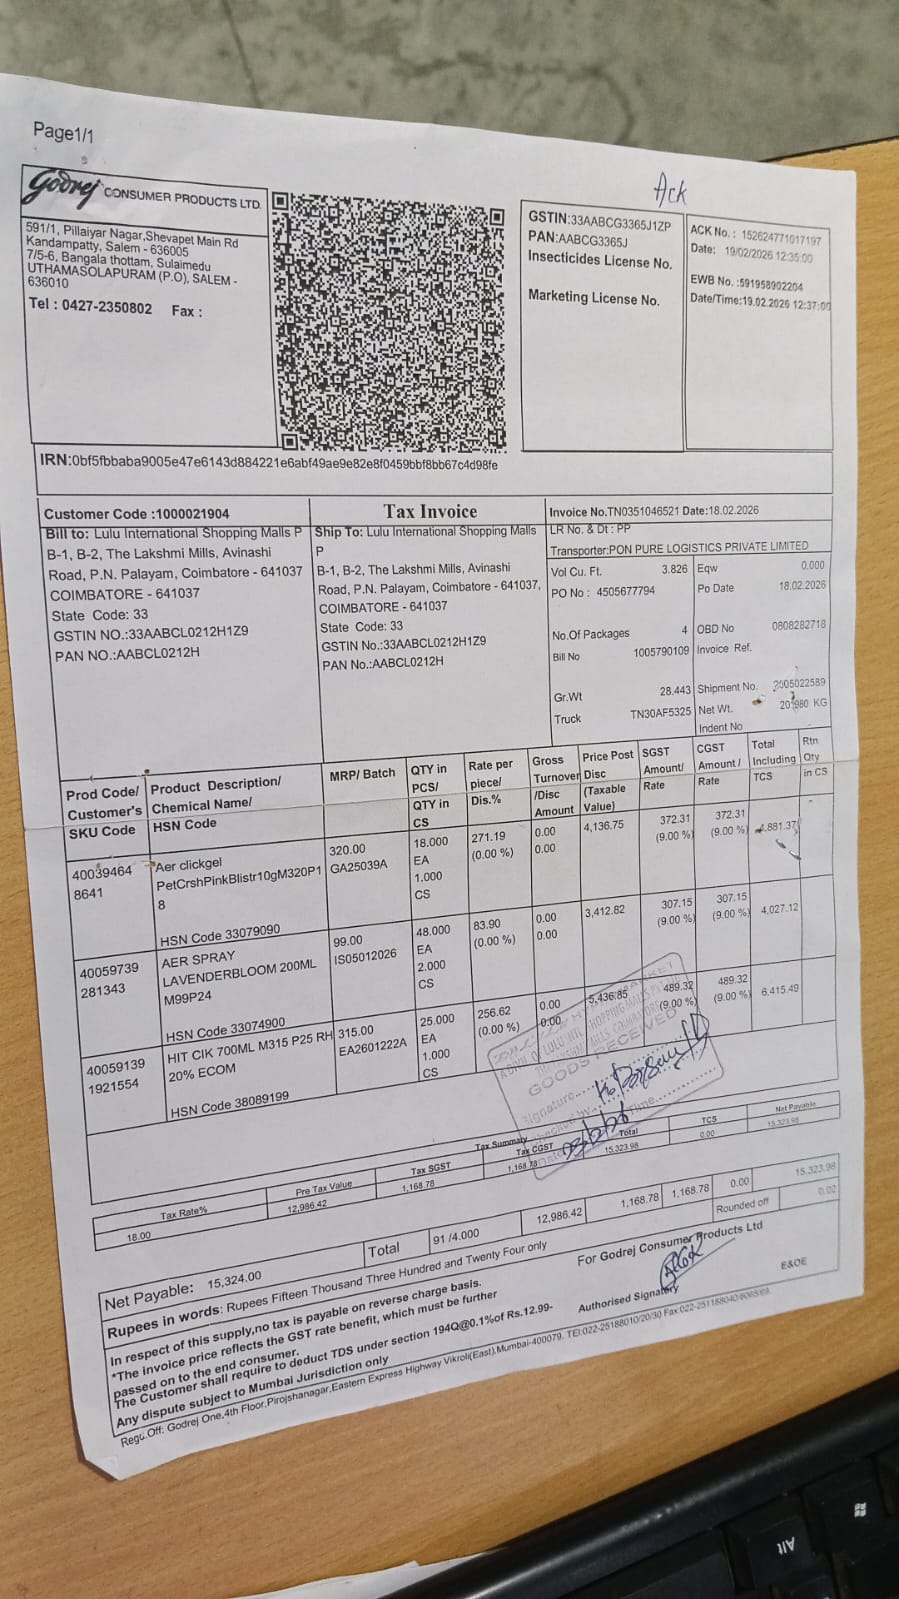 Page1/1
Ack
Godrej CONSUMER PRODUCTS LTD.
591/1, Pillaiyar Nagar,Shevapet Main Rd
Kandampatty, Salem - 636005
7/5-6, Bangala thottam, Sulaimedu
UTHAMASOLAPURAM (P.O), SALEM -
636010
Tel : 0427-2350802 Fax :
GSTIN:33AABCG3365J1ZP
PAN:AABCG3365J
Insecticides License No.
Marketing License No.
ACK No. : 152624771017197
Date: 19/02/2026 12:35:00
EWB No. :591958902204
Date/Time:19.02.2026 12:37:00
IRN:0bf5fbbaba9005e47e6143d884221e6abf49ae9e82e8f0459bbf8bb67c4d98fe
Customer Code :1000021904
Tax Invoice
Invoice No.TN0351046521 Date:18.02.2026
Bill to: Lulu International Shopping Malls P
B-1, B-2, The Lakshmi Mills, Avinashi
Road, P.N. Palayam, Coimbatore - 641037
COIMBATORE - 641037
State Code: 33
GSTIN NO.:33AABCL0212H1Z9
PAN NO.:AABCL0212H
Ship To: Lulu International Shopping Malls
P
B-1, B-2, The Lakshmi Mills, Avinashi
Road, P.N. Palayam, Coimbatore - 641037,
COIMBATORE - 641037
State Code: 33
GSTIN No.:33AABCL0212H1Z9
PAN No.:AABCL0212H
LR No. & Dt : PP
Transporter:PON PURE LOGISTICS PRIVATE LIMITED
Vol Cu. Ft. 3.826 Eqw 0.000
PO No : 4505677794 Po Date 18.02.2026
No.Of Packages 4 OBD No 0808282718
Bill No 1005790109 Invoice Ref.
Gr.Wt 28.443 Shipment No. 2505022589
Truck TN30AF5325 Net Wt. 20.980 KG
Indent No
Prod Code/ Customer's SKU Code
Product Description/ Chemical Name/ HSN Code
MRP/ Batch
QTY in PCS/ QTY in CS
Rate per piece/ Dis.%
Gross Turnover /Disc Amount
Price Post Disc (Taxable Value)
SGST Amount/ Rate
CGST Amount / Rate
Total Including TCS
Rtn Qty in CS
40039464 Aer clickgel 320.00 18.000 271.19 0.00 4,136.75 372.31 372.31 4,881.37
8641 PetCrshPinkBlistr10gM320P1 GA25039A EA (0.00 %) 0.00 (9.00 %) (9.00 %)
8 1.000
CS
HSN Code 33079090
40059739 AER SPRAY 99.00 48.000 83.90 0.00 3,412.82 307.15 307.15 4,027.12
281343 LAVENDERBLOOM 200ML IS05012026 EA (0.00 %) 0.00 (9.00 %) (9.00 %)
M99P24 2.000
CS
HSN Code 33074900
40059139 HIT CIK 700ML M315 P25 RH 315.00 25.000 256.62 0.00 5,436.85 489.32 489.32 6,415.49
1921554 20% ECOM EA2601222A EA (0.00 %) 0.00 (9.00 %) (9.00 %)
1.000
CS
HSN Code 38089199
GOODS RECEIVED
Signature
Time
Tax Summary
Tax Rate% Pre Tax Value Tax SGST Tax CGST Total TCS Net Payable
18.00 12,986.42 1,168.78 1,168.78 15,323.98 0.00 15,323.98
Total 91 /4.000 12,986.42 1,168.78 1,168.78 0.00 15,323.98
Rounded off 0.02
Net Payable: 15,324.00
Rupees in words: Rupees Fifteen Thousand Three Hundred and Twenty Four only
For Godrej Consumer Products Ltd
In respect of this supply,no tax is payable on reverse charge basis.
*The invoice price reflects the GST rate benefit, which must be further
passed on to the end consumer.
The Customer shall require to deduct TDS under section 194Q@0.1%of Rs.12.99-
Authorised Signatory
E&OE
Any dispute subject to Mumbai Jurisdiction only
Regd.Off: Godrej One,4th Floor,Pirojshanagar,Eastern Express Highway Vikroli(East),Mumbai-400079. TEl:022-25188010/20/30 Fax:022-25118804
Alt